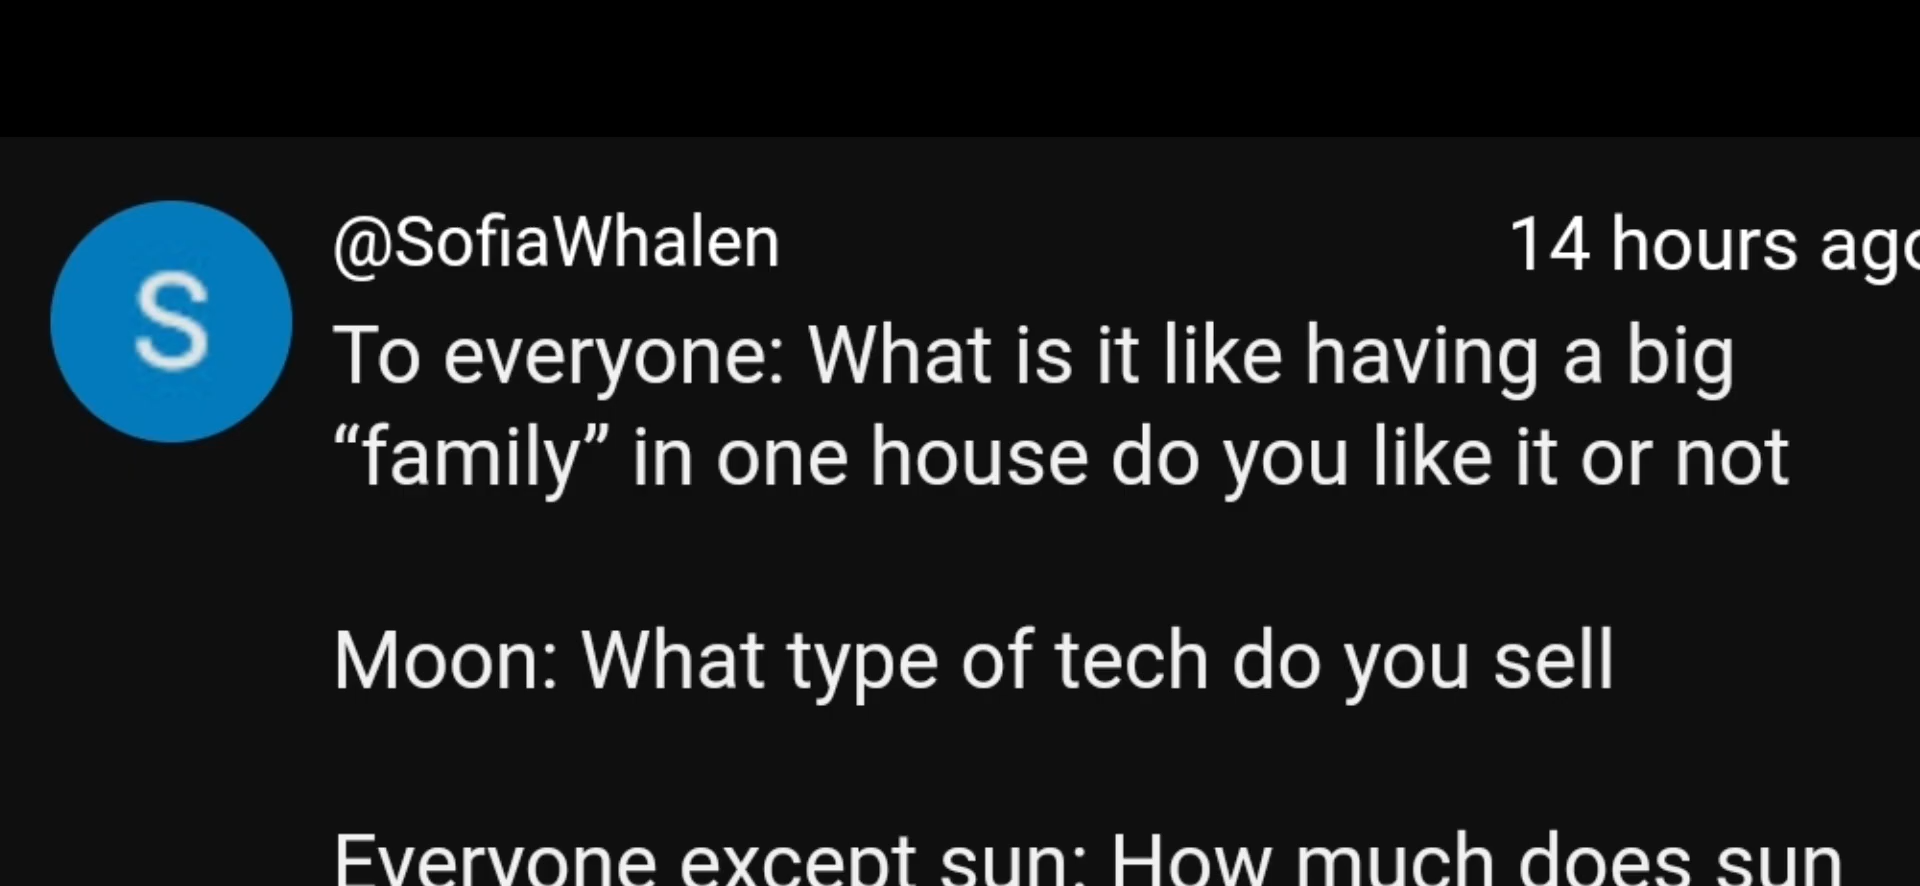 S
@SofiaWhalen 14 hours ago
To everyone: What is it like having a big
“family” in one house do you like it or not
Moon: What type of tech do you sell
Everyone except sun: How much does sun